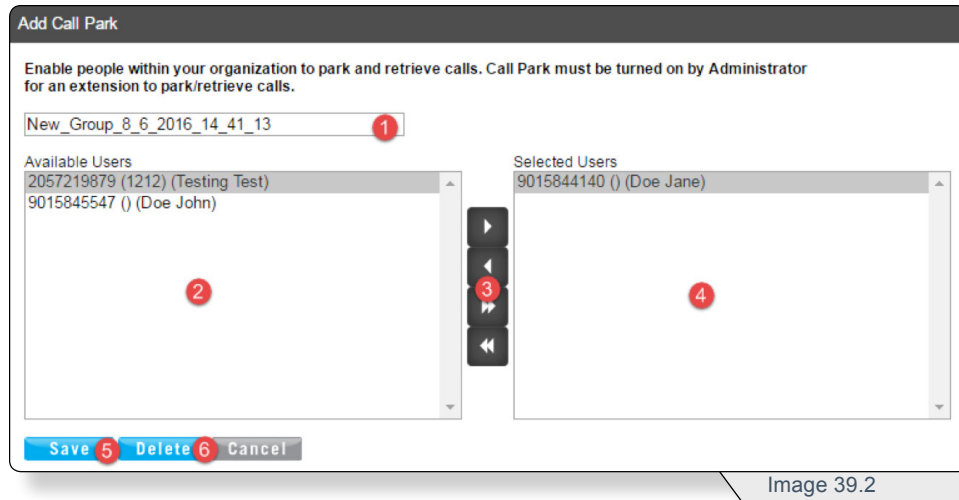 Add Call Park
Enable people within your organization to park and retrieve calls. Call Park must be turned on by Administrator
for an extension to park/retrieve calls.
New_Group_8_6_2016_14_41_13
1
Available Users
Selected Users
2057219879 (1212) (Testing Test)
9015844140 () (Doe Jane)
9015845547 () (Doe John)
2
3
4
Save 5 Delete 6 Cancel
Image 39.2